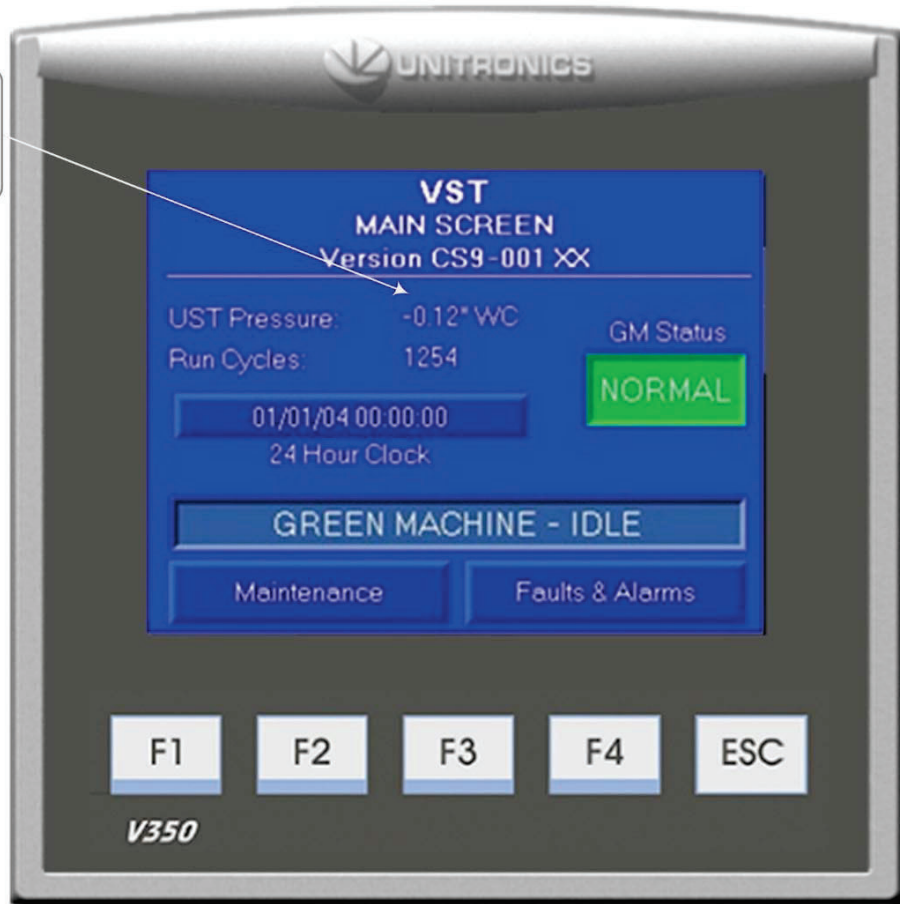 UNITRONICS
VST
MAIN SCREEN
Version CS9-001 XX
UST Pressure: -0.12" WC
Run Cycles: 1254
GM Status
NORMAL
01/01/04 00:00:00
24 Hour Clock
GREEN MACHINE - IDLE
Maintenance Faults & Alarms
F1 F2 F3 F4 ESC
V350